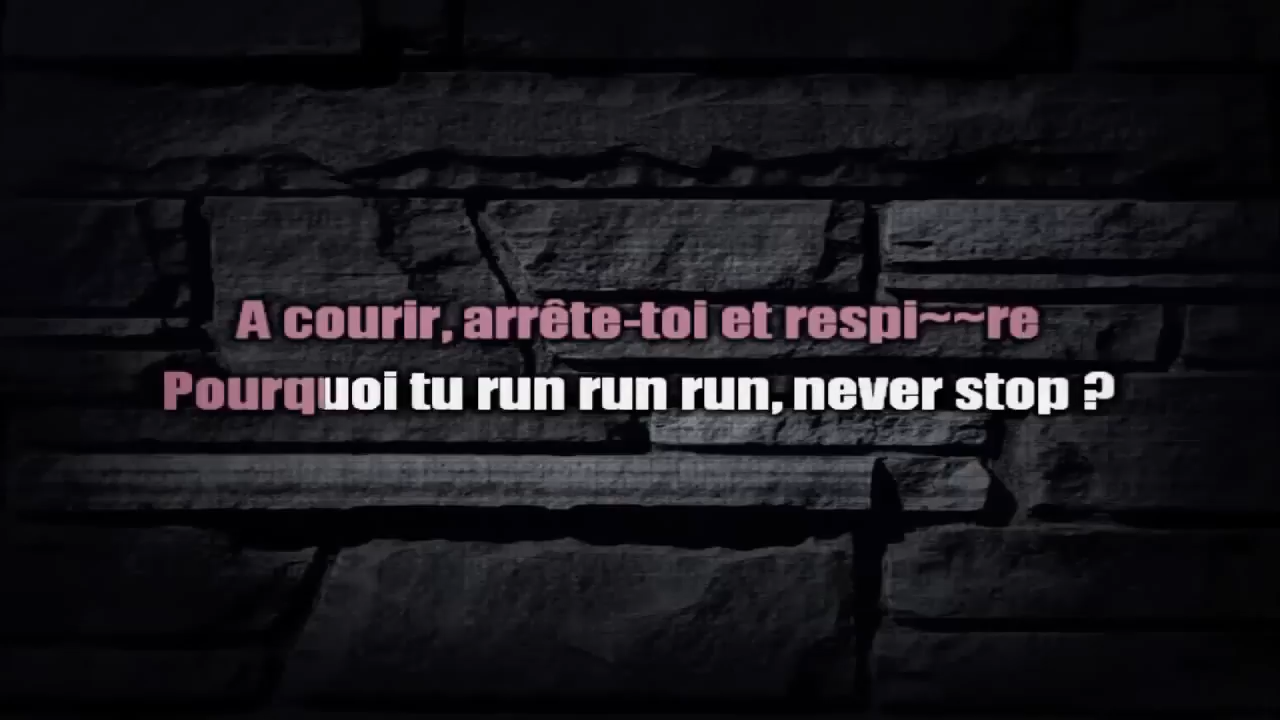 A courir, arrête-toi et respi~~re
Pourquoi tu run run run, never stop ?